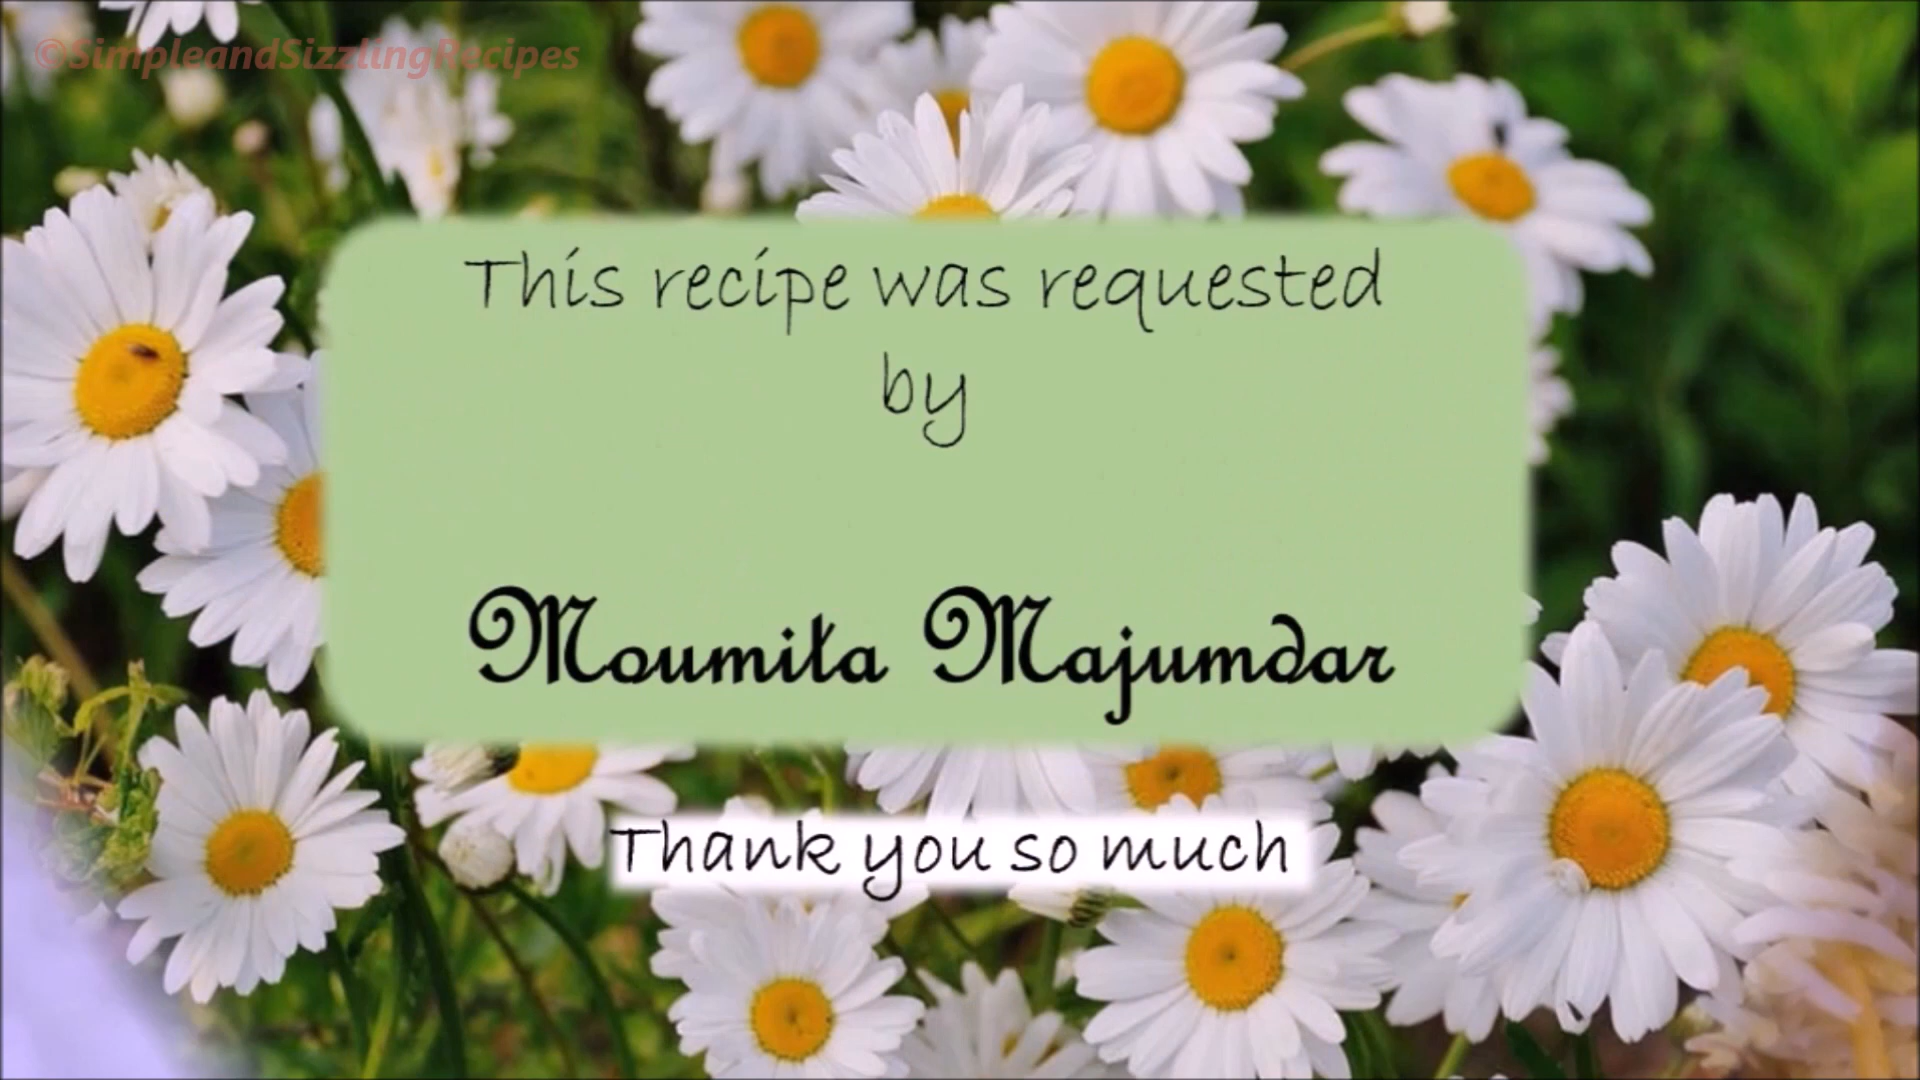 ©SimpleandSizzlingRecipes
This recipe was requested
by
Moumita Majumdar
Thank you so much